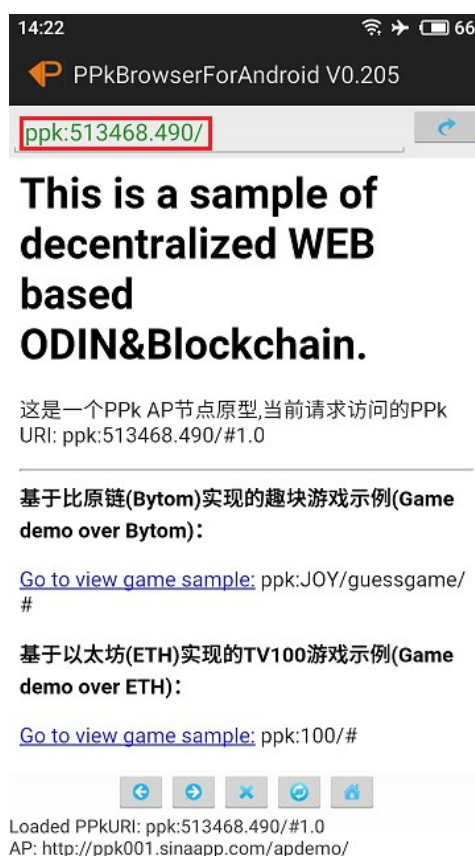 14:22 66
PPkBrowserForAndroid V0.205
ppk:513468.490/
This is a sample of
decentralized WEB
based
ODIN&Blockchain.
这是一个PPk AP节点原型,当前请求访问的PPk
URI: ppk:513468.490/#1.0
基于比原链(Bytom)实现的趣块游戏示例(Game
demo over Bytom)：
Go to view game sample: ppk:JOY/guessgame/
#
基于以太坊(ETH)实现的TV100游戏示例(Game
demo over ETH)：
Go to view game sample: ppk:100/#
Loaded PPkURI: ppk:513468.490/#1.0
AP: http://ppk001.sinaapp.com/apdemo/